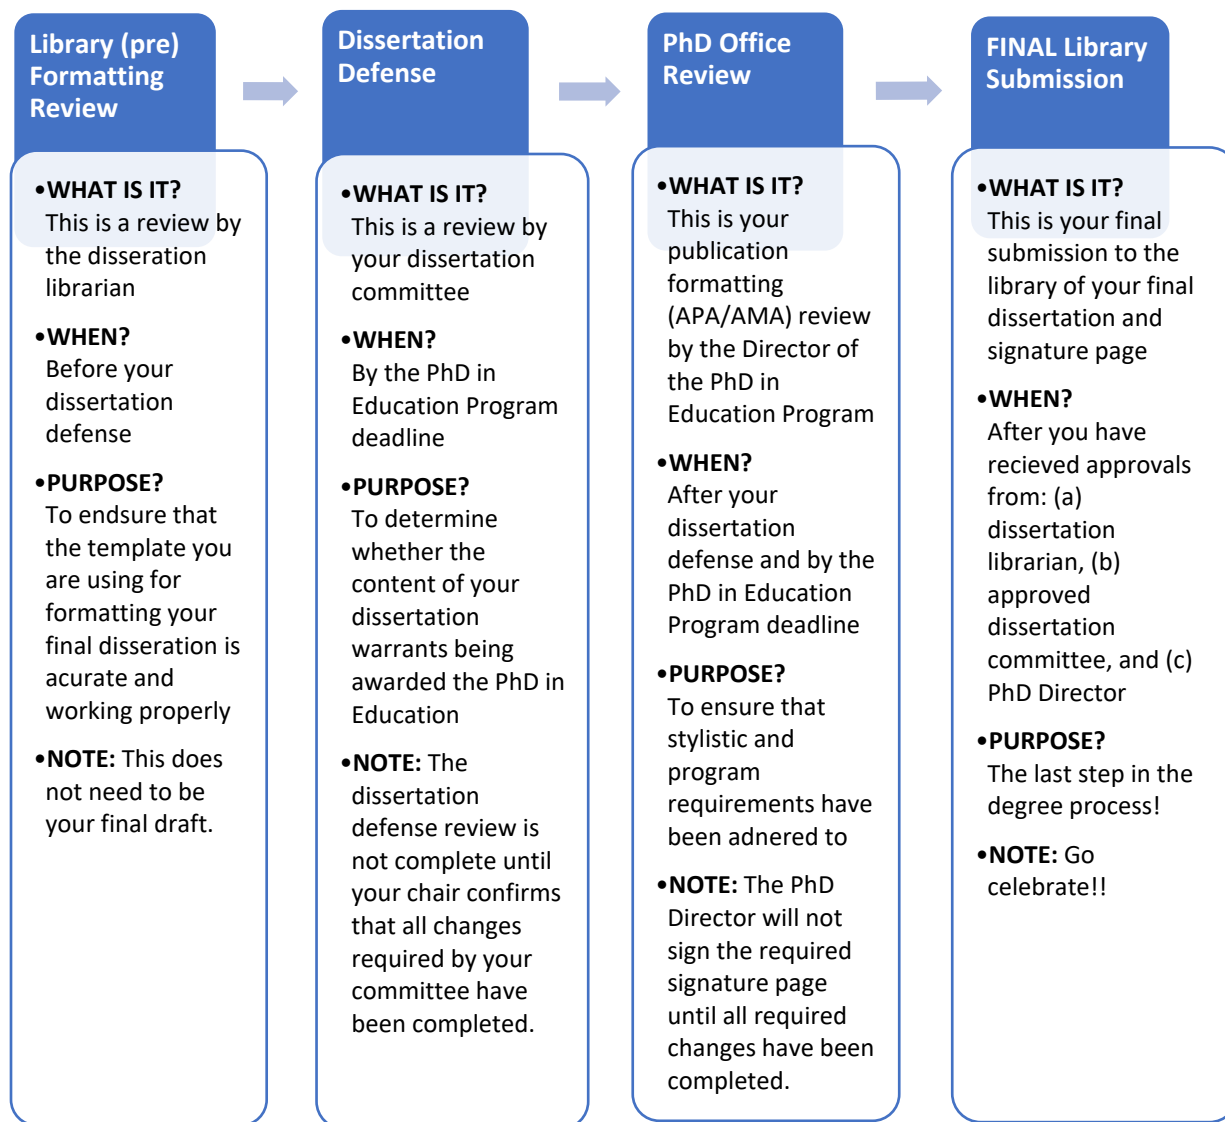 Library (pre)
Formatting
Review
•WHAT IS IT?
This is a review by
the disseration
librarian
•WHEN?
Before your
dissertation
defense
•PURPOSE?
To endsure that
the template you
are using for
formatting your
final disseration is
acurate and
working properly
•NOTE: This does
not need to be
your final draft.
Dissertation
Defense
•WHAT IS IT?
This is a review by
your dissertation
committee
•WHEN?
By the PhD in
Education Program
deadline
•PURPOSE?
To determine
whether the
content of your
dissertation
warrants being
awarded the PhD in
Education
•NOTE: The
dissertation
defense review is
not complete until
your chair confirms
that all changes
required by your
committee have
been completed.
PhD Office
Review
•WHAT IS IT?
This is your
publication
formatting
(APA/AMA) review
by the Director of
the PhD in
Education Program
•WHEN?
After your
dissertation
defense and by the
PhD in Education
Program deadline
•PURPOSE?
To ensure that
stylistic and
program
requirements have
been adnered to
•NOTE: The PhD
Director will not
sign the required
signature page
until all required
changes have been
completed.
FINAL Library
Submission
•WHAT IS IT?
This is your final
submission to the
library of your final
dissertation and
signature page
•WHEN?
After you have
recieved approvals
from: (a)
dissertation
librarian, (b)
approved
dissertation
committee, and (c)
PhD Director
•PURPOSE?
The last step in the
degree process!
•NOTE: Go
celebrate!!